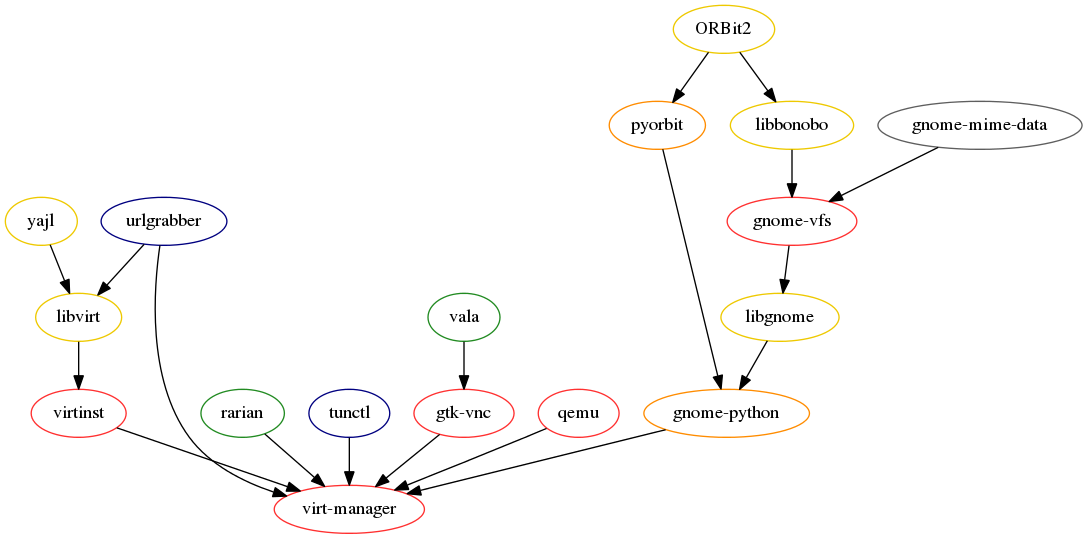 ORBit2
pyorbit
libbonobo
gnome-mime-data
yajl
urlgrabber
gnome-vfs
libvirt
vala
libgnome
virtinst
rarian
tunctl
gtk-vnc
qemu
gnome-python
virt-manager